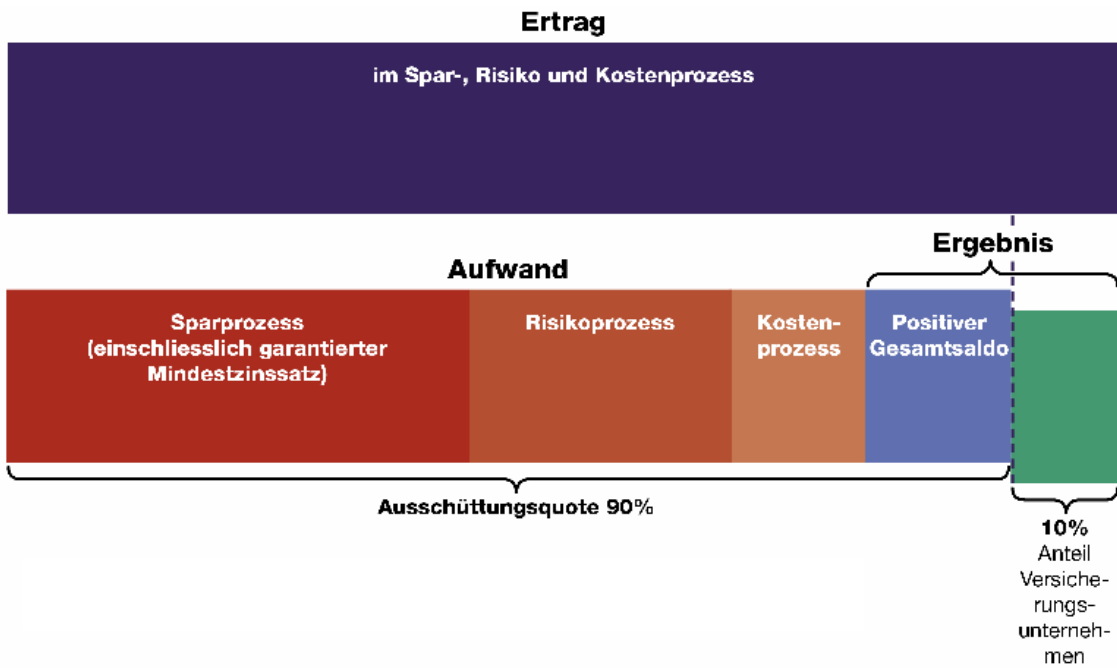 Ertrag
im Spar-, Risiko und Kostenprozess
Ergebnis
Aufwand
Sparprozess
(einschliesslich garantierter
Mindestzinssatz)
Risikoprozess
Kosten-
prozess
Positiver
Gesamtsaldo
Ausschüttungsquote 90%
10%
Anteil
Versiche-
rungs-
unterneh-
men